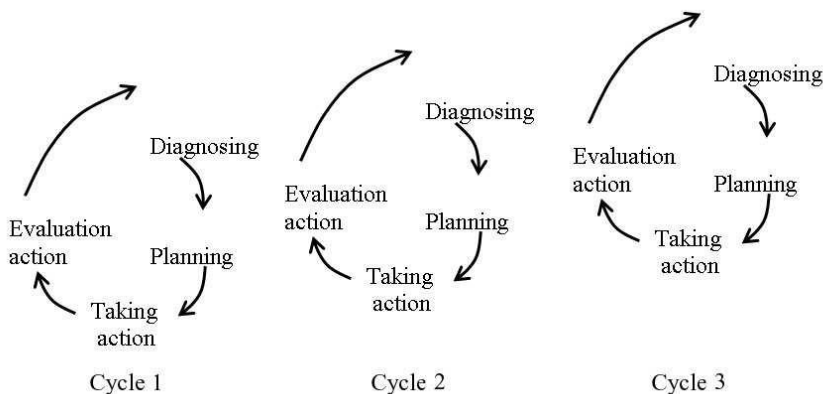 Diagnosing
Evaluation
action
Planning
Taking
action
Cycle 1
Diagnosing
Evaluation
action
Planning
Taking
action
Cycle 2
Diagnosing
Evaluation
action
Planning
Taking
action
Cycle 3